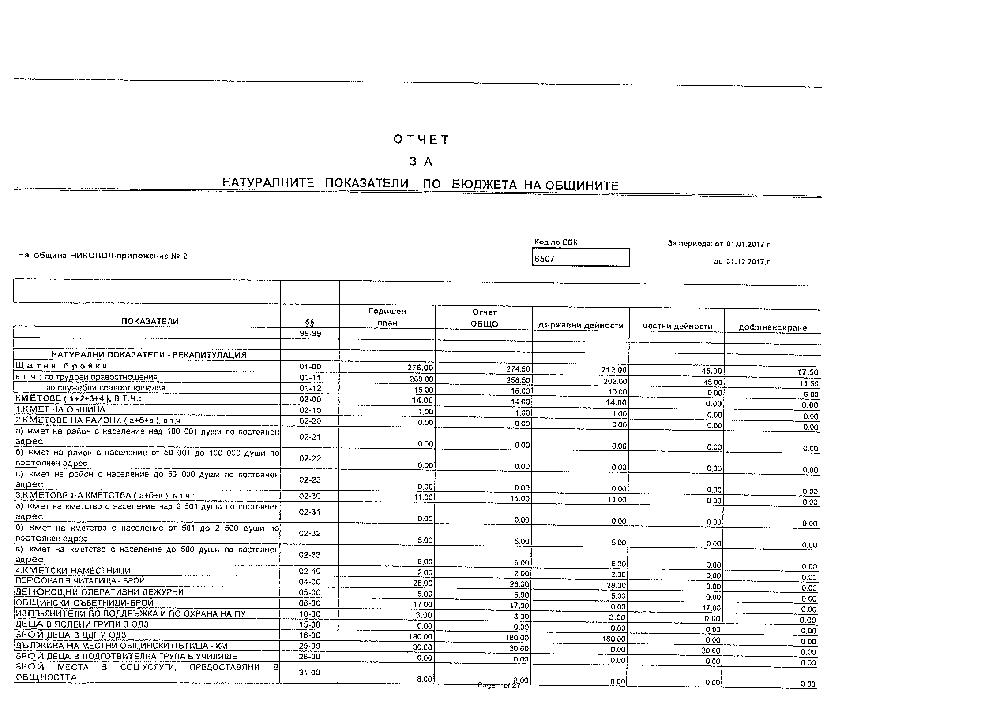 О Т Ч Е Т
З А
НАТУРАЛНИТЕ ПОКАЗАТЕЛИ ПО БЮДЖЕТА НА ОБЩИНИТЕ
Код по ЕБК За периода: от 01.01.2017 г.
На община НИКОПОЛ-приложение № 2 6507 до 31.12.2017 г.
Годишен Отчет
ПОКАЗАТЕЛИ §§ план ОБЩО държавни дейности местни дейности дофинансиране
99-99
НАТУРАЛНИ ПОКАЗАТЕЛИ - РЕКАПИТУЛАЦИЯ
Щ а т н и б р о й к и 01-00 276.00 274.50 212.00 45.00 17.50
в т.ч.: по трудови правоотношения 01-11 260.00 258.50 202.00 45.00 11.50
по служебни правоотношения 01-12 16.00 16.00 10.00 0.00 6.00
КМЕТОВЕ ( 1+2+3+4 ), В Т.Ч.: 02-00 14.00 14.00 14.00 0.00 0.00
1.КМЕТ НА ОБЩИНА 02-10 1.00 1.00 1.00 0.00 0.00
2.КМЕТОВЕ НА РАЙОНИ ( а+б+в ), в т.ч.: 02-20 0.00 0.00 0.00 0.00 0.00
а) кмет на район с население над 100 001 души по постоянен
адрес 02-21 0.00 0.00 0.00 0.00 0.00
б) кмет на район с население от 50 001 до 100 000 души по
постоянен адрес 02-22 0.00 0.00 0.00 0.00 0.00
в) кмет на район с население до 50 000 души по постоянен
адрес 02-23 0.00 0.00 0.00 0.00 0.00
3.КМЕТОВЕ НА КМЕТСТВА ( а+б+в ), в т.ч.: 02-30 11.00 11.00 11.00 0.00 0.00
а) кмет на кметство с население над 2 501 души по постоянен
адрес 02-31 0.00 0.00 0.00 0.00 0.00
б) кмет на кметство с население от 501 до 2 500 души по
постоянен адрес 02-32 5.00 5.00 5.00 0.00 0.00
в) кмет на кметство с население до 500 души по постоянен
адрес 02-33 6.00 6.00 6.00 0.00 0.00
4.КМЕТСКИ НАМЕСТНИЦИ 02-40 2.00 2.00 2.00 0.00 0.00
ПЕРСОНАЛ В ЧИТАЛИЩА - БРОЙ 04-00 28.00 28.00 28.00 0.00 0.00
ДЕНОНОЩНИ ОПЕРАТИВНИ ДЕЖУРНИ 05-00 5.00 5.00 5.00 0.00 0.00
ОБЩИНСКИ СЪВЕТНИЦИ-БРОЙ 06-00 17.00 17.00 0.00 17.00 0.00
ИЗПЪЛНИТЕЛИ ПО ПОДДРЪЖКА И ПО ОХРАНА НА ПУ 10-00 3.00 3.00 3.00 0.00 0.00
ДЕЦА В ЯСЛЕНИ ГРУПИ В ОДЗ 15-00 0.00 0.00 0.00 0.00 0.00
БРОЙ ДЕЦА В ЦДГ И ОДЗ 16-00 180.00 180.00 180.00 0.00 0.00
ДЪЛЖИНА НА МЕСТНИ ОБЩИНСКИ ПЪТИЩА - КМ. 25-00 30.60 30.60 0.00 30.60 0.00
БРОЙ ДЕЦА В ПОДГОТВИТЕЛНА ГРУПА В УЧИЛИЩЕ 26-00 0.00 0.00 0.00 0.00 0.00
БРОЙ МЕСТА В СОЦ.УСЛУГИ, ПРЕДОСТАВЯНИ В
ОБЩНОСТТА 31-00 8.00 8.00 8.00 0.00 0.00
Page 1 of 27